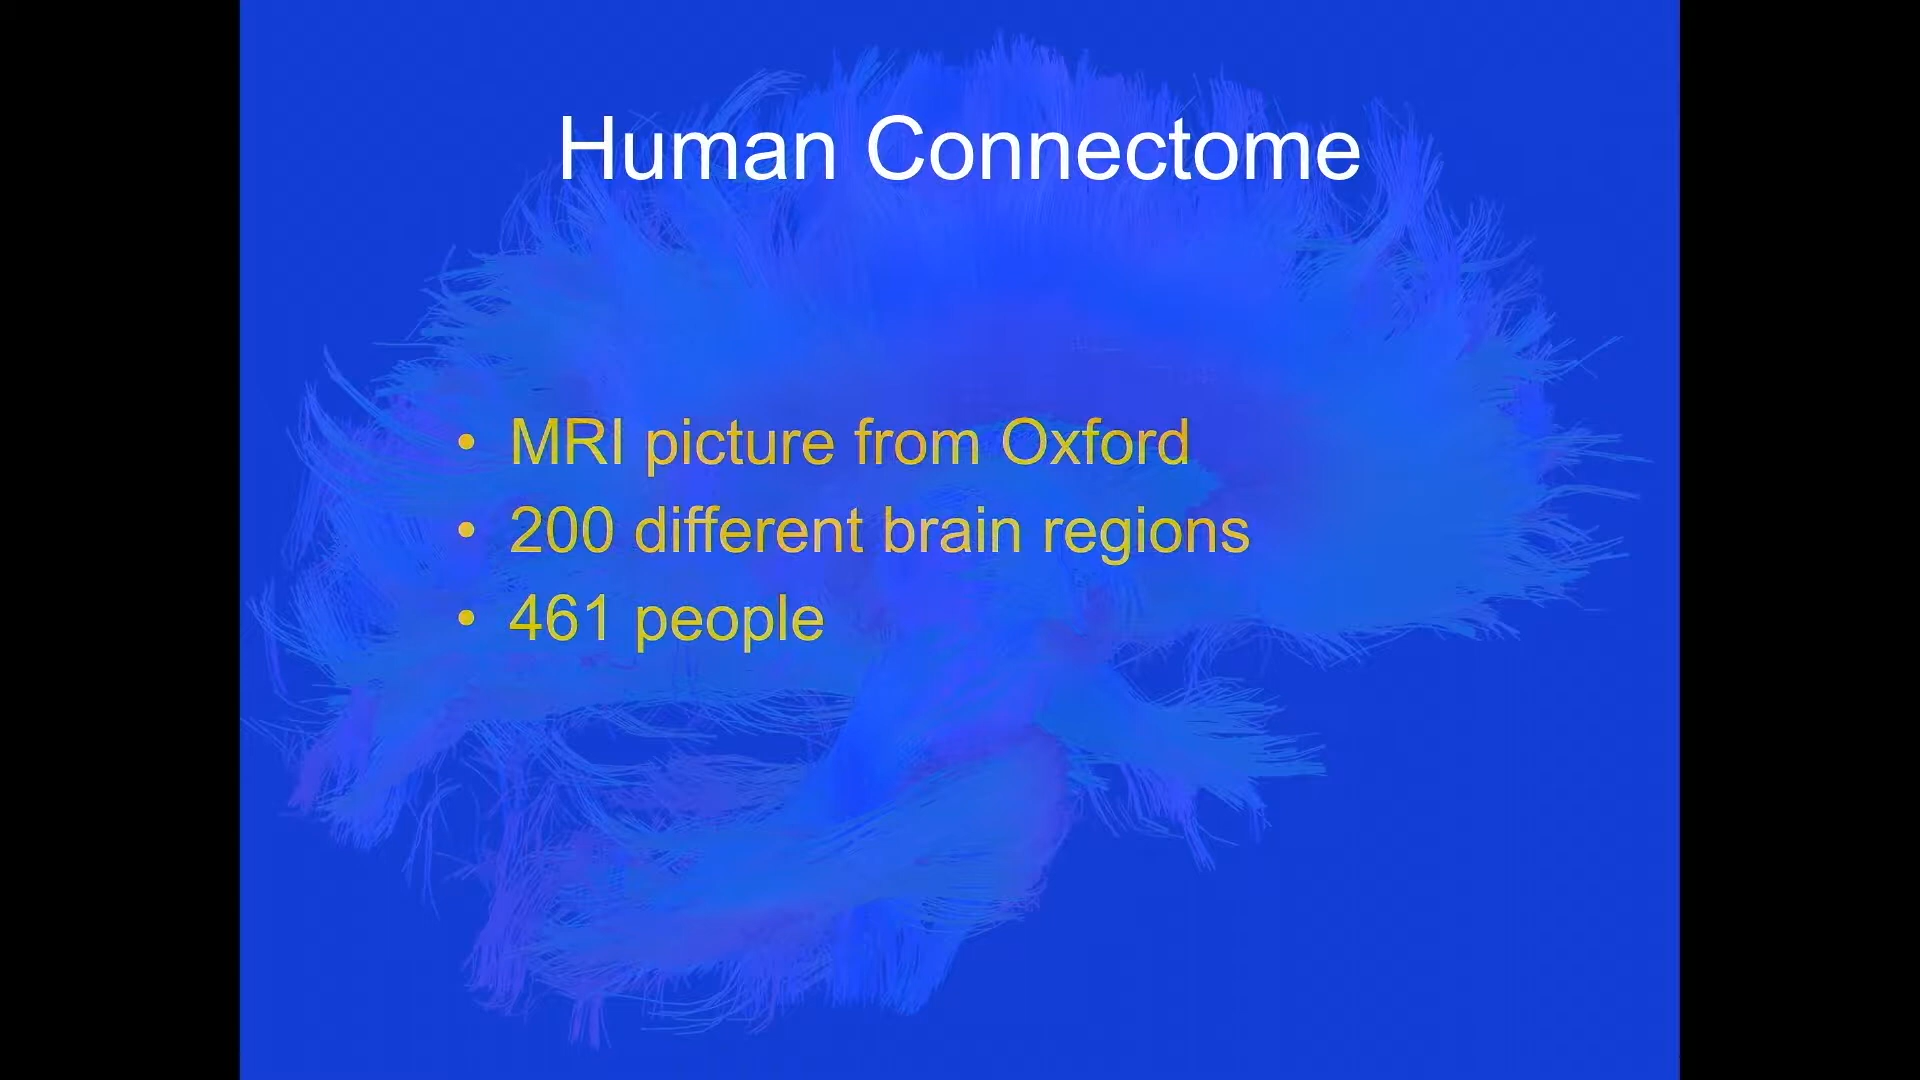 Human Connectome
• MRI picture from Oxford
• 200 different brain regions
• 461 people